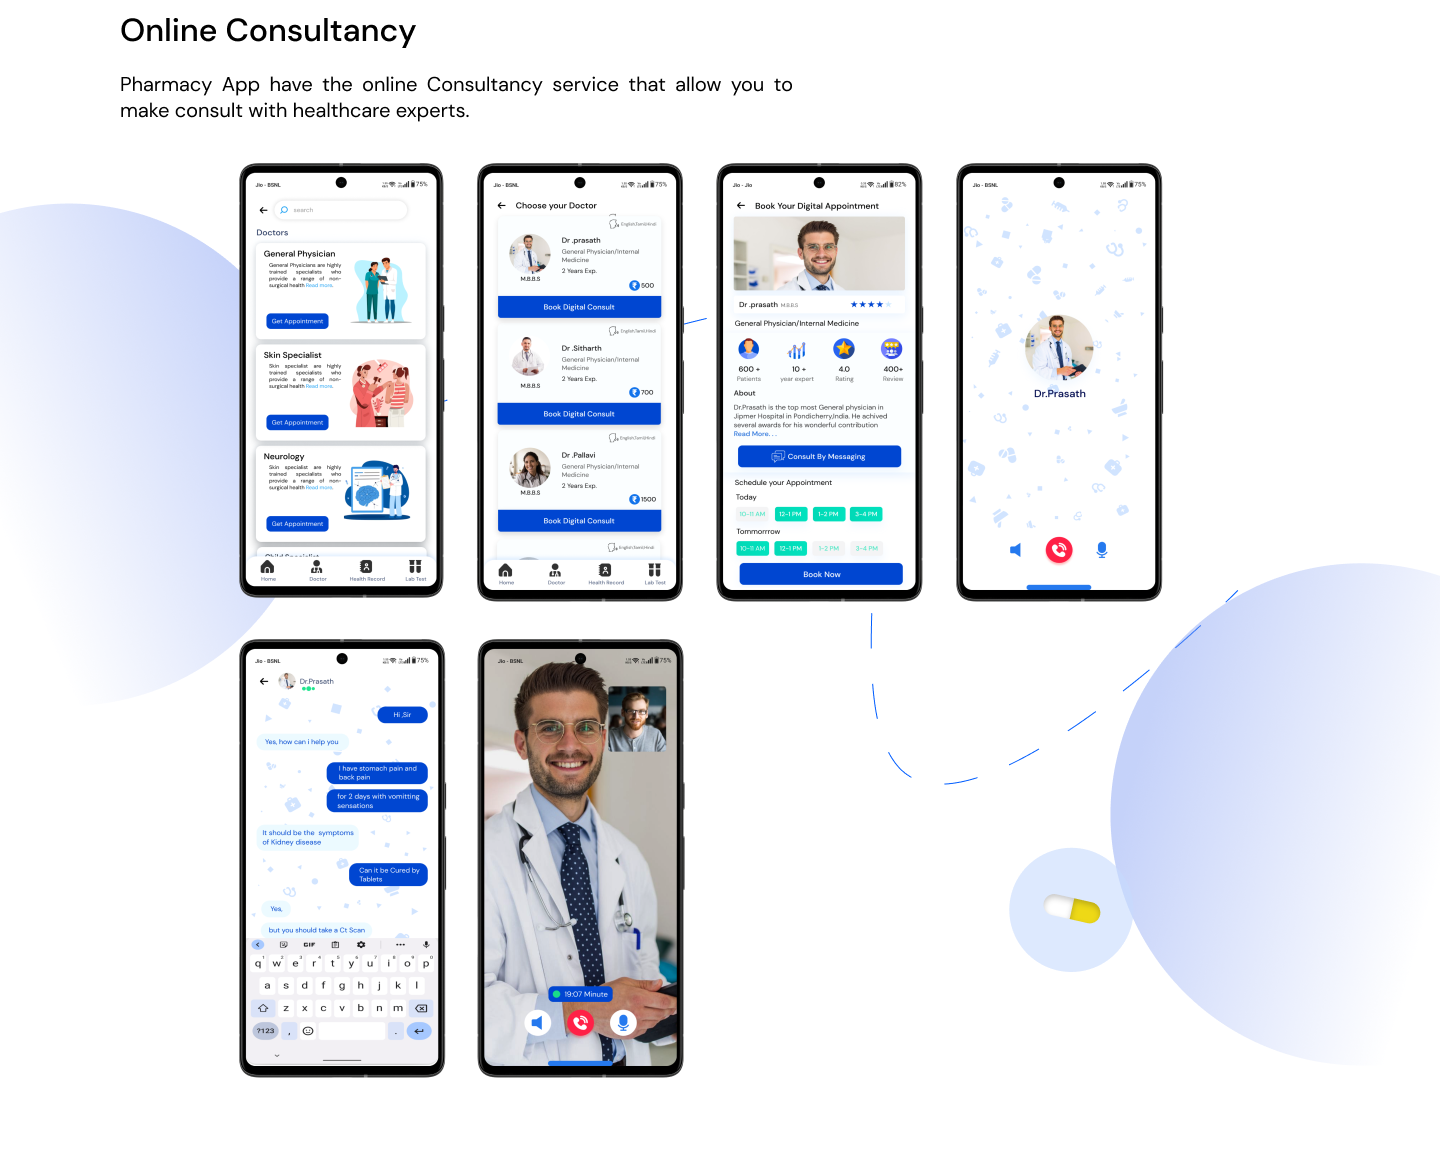 Online Consultancy
Pharmacy App have the online Consultancy service that allow you to
make consult with healthcare experts.
Jio - BSNL
75%
search
Doctors
General Physician
General Physicians are highly
trained specialists who
provide a range of non-
surgical health Read more.
Get Appointment
Skin Specialist
Skin specialist are highly
trained specialists who
provide a range of non-
surgical health Read more.
Get Appointment
Neurology
Skin specialist are highly
trained specialists who
provide a range of non-
surgical health Read more.
Get Appointment
Child Specialist
Home
Doctor
Health Record
Lab Test
Jio - BSNL
75%
Choose your Doctor
English,Tamil,Hindi
Dr .prasath
General Physician/Internal
Medicine
2 Years Exp.
M.B.B.S
500
Book Digital Consult
English,Tamil,Hindi
Dr .Sitharth
General Physician/Internal
Medicine
2 Years Exp.
M.B.B.S
700
Book Digital Consult
English,Tamil,Hindi
Dr .Pallavi
General Physician/Internal
Medicine
2 Years Exp.
M.B.B.S
1500
Book Digital Consult
English,Tamil,Hindi
Home
Doctor
Health Record
Lab Test
Jio - Jio
82%
Book Your Digital Appointment
Dr .prasath M.B.B.S
General Physician/Internal Medicine
600 +
Patients
10 +
year expert
4.0
Rating
400+
Review
About
Dr.Prasath is the top most General physician in
Jipmer Hospital in Pondicherry,India. He achived
several awards for his wonderful contribution
Read More. . .
Consult By Messaging
Schedule your Appointment
Today
10-11 AM
12-1 PM
1-2 PM
3-4 PM
Tommorrrow
10-11 AM
12-1 PM
1-2 PM
3-4 PM
Book Now
Jio - BSNL
75%
Dr.Prasath
Jio - BSNL
75%
Dr.Prasath
Hi ,Sir
Yes, how can i help you
I have stomach pain and
back pain
for 2 days with vomitting
sensations
It should be the symptoms
of Kidney disease
Can it be Cured by
Tablets
Yes,
but you should take a Ct Scan
GIF
q w e r t y u i o p
1 2 3 4 5 6 7 8 9 0
a s d f g h j k l
z x c v b n m
?123 , .
Jio - BSNL
75%
19:07 Minute